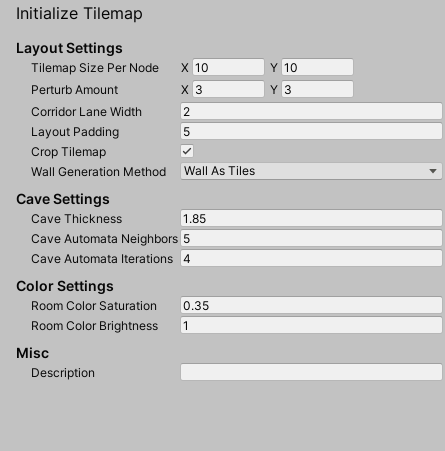 Initialize Tilemap
Layout Settings
Tilemap Size Per Node X 10 Y 10
Perturb Amount X 3 Y 3
Corridor Lane Width 2
Layout Padding 5
Crop Tilemap
Wall Generation Method Wall As Tiles
Cave Settings
Cave Thickness 1.85
Cave Automata Neighbors 5
Cave Automata Iterations 4
Color Settings
Room Color Saturation 0.35
Room Color Brightness 1
Misc
Description